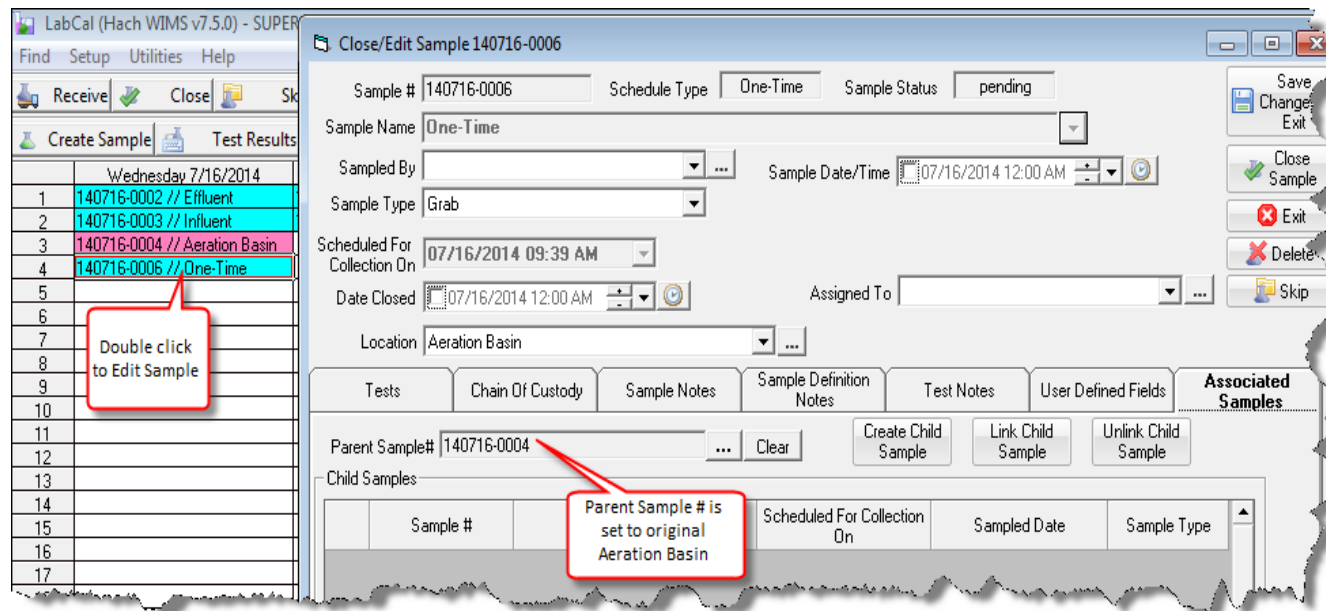 LabCal (Hach WIMS v7.5.0) - SUPER
Find Setup Utilities Help
Receive Close Sk
Create Sample Test Results
Wednesday 7/16/2014
1 140716-0002 // Effluent
2 140716-0003 // Influent
3 140716-0004 // Aeration Basin
4 140716-0006 // One-Time
5
6
7
8
9
10
11
12
13
14
15
16
17
Double click
to Edit Sample
Close/Edit Sample 140716-0006
Sample # 140716-0006 Schedule Type One-Time Sample Status pending
Sample Name One-Time
Sampled By ... Sample Date/Time 07/16/2014 12:00 AM
Sample Type Grab
Scheduled For
Collection On 07/16/2014 09:39 AM
Date Closed 07/16/2014 12:00 AM Assigned To ...
Location Aeration Basin ...
Save
Change
Exit
Close
Sample
Exit
Delete
Skip
Tests Chain Of Custody Sample Notes Sample Definition
Notes Test Notes User Defined Fields Associated
Samples
Parent Sample# 140716-0004 ... Clear Create Child
Sample Link Child
Sample Unlink Child
Sample
Child Samples
Sample # Scheduled For Collection
On Sampled Date Sample Type
Parent Sample # is
set to original
Aeration Basin